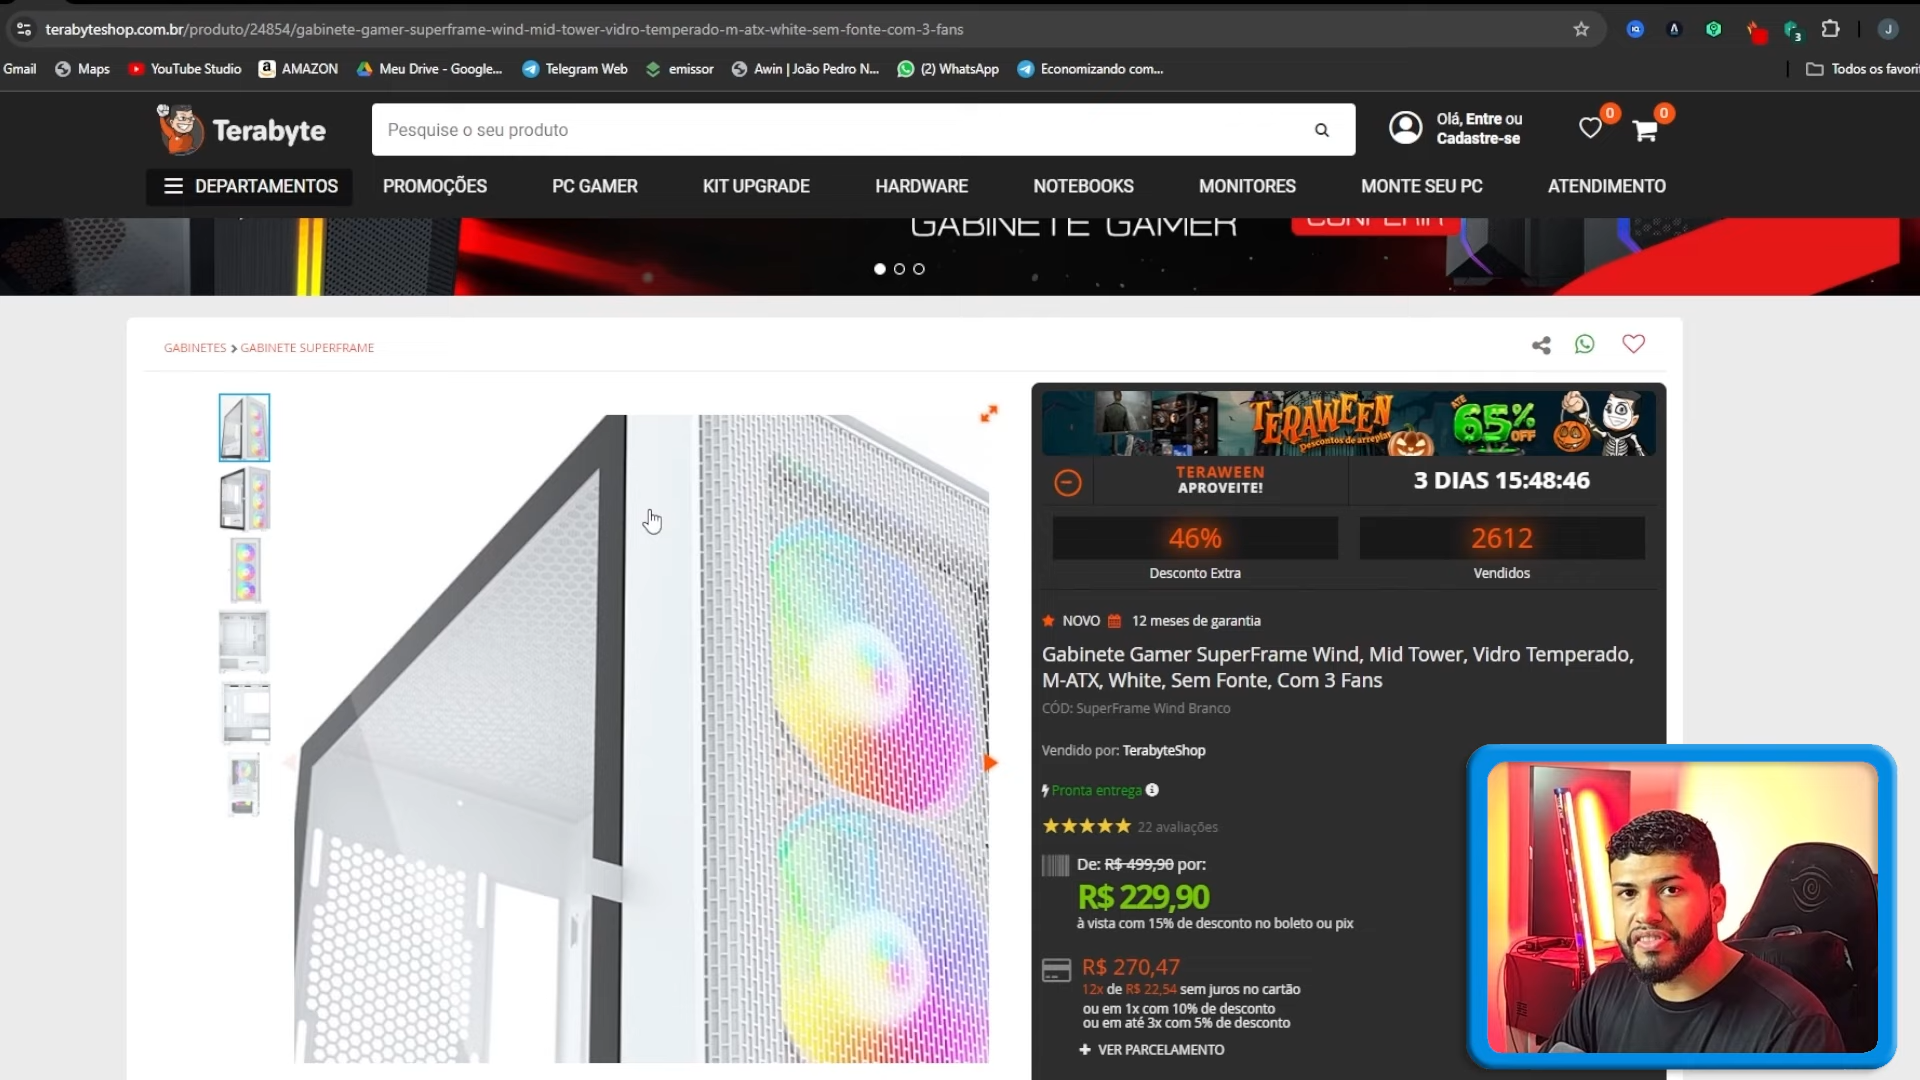 terabyteshop.com.br/produto/24854/gabinete-gamer-superframe-wind-mid-tower-vidro-temperado-m-atx-white-sem-fonte-com-3-fans
3
J
Gmail
Maps
YouTube Studio
AMAZON
Meu Drive - Google...
Telegram Web
emissor
Awin | João Pedro N...
(2) WhatsApp
Economizando com...
Todos os favori
Terabyte
Pesquise o seu produto
Olá, Entre ou
Cadastre-se
0
0
DEPARTAMENTOS
PROMOÇÕES
PC GAMER
KIT UPGRADE
HARDWARE
NOTEBOOKS
MONITORES
MONTE SEU PC
ATENDIMENTO
GABINETE GAMER
CONFERIR
GABINETES > GABINETE SUPERFRAME
TERAWEEN
Descontos de arrepiar
ATÉ
65%
OFF
TERAWEEN
APROVEITE!
3 DIAS 15:48:46
46%
Desconto Extra
2612
Vendidos
NOVO
12 meses de garantia
Gabinete Gamer SuperFrame Wind, Mid Tower, Vidro Temperado,
M-ATX, White, Sem Fonte, Com 3 Fans
CÓD: SuperFrame Wind Branco
Vendido por: TerabyteShop
Pronta entrega
22 avaliações
De: R$ 499,90 por:
R$ 229,90
à vista com 15% de desconto no boleto ou pix
R$ 270,47
12x de R$ 22,54 sem juros no cartão
ou em 1x com 10% de desconto
ou em até 3x com 5% de desconto
+ VER PARCELAMENTO